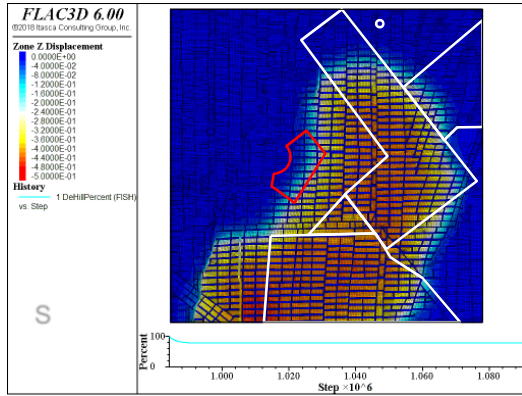 FLAC3D 6.00
©2018 Itasca Consulting Group, Inc.
Zone Z Displacement
0.0000E+00
-4.0000E-02
-8.0000E-02
-1.2000E-01
-1.6000E-01
-2.0000E-01
-2.4000E-01
-2.8000E-01
-3.2000E-01
-3.6000E-01
-4.0000E-01
-4.4000E-01
-4.8000E-01
-5.0000E-01
History
1 DeHillPercent (FISH)
vs. Step
S
Percent
100
0
1.000
1.020
1.040
1.060
1.080
Step ×10^6